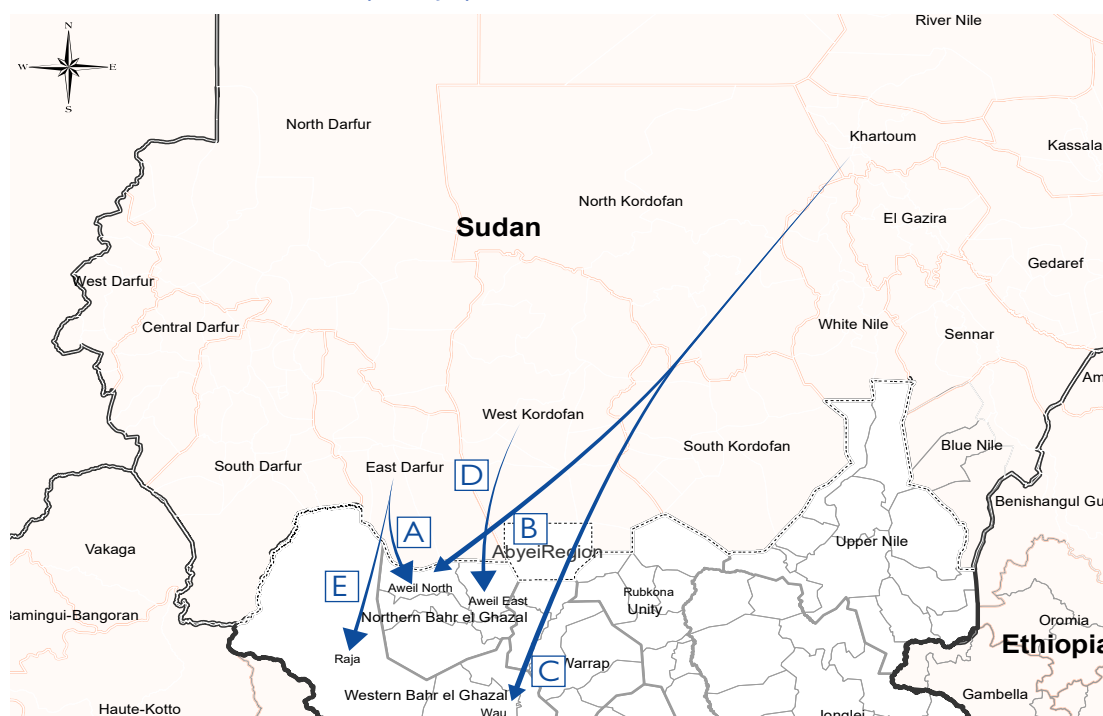 River Nile
N
W
E
S
North Darfur
Khartoum
Kassala
North Kordofan
El Gazira
Sudan
Gedaref
West Darfur
Central Darfur
White Nile
Sennar
Am
West Kordofan
South Kordofan
Blue Nile
South Darfur
East Darfur
D
Benishangul Gu
A
B
Vakaga
AbyeiRegion
Upper Nile
E
Aweil North
Rubkona
Aweil East
Unity
Bamingui-Bangoran
Northern Bahr el Ghazal
Oromia
Ethiopia
Raja
Warrap
C
Western Bahr el Ghazal
Gambella
Haute-Kotto
Wau
Jonglei